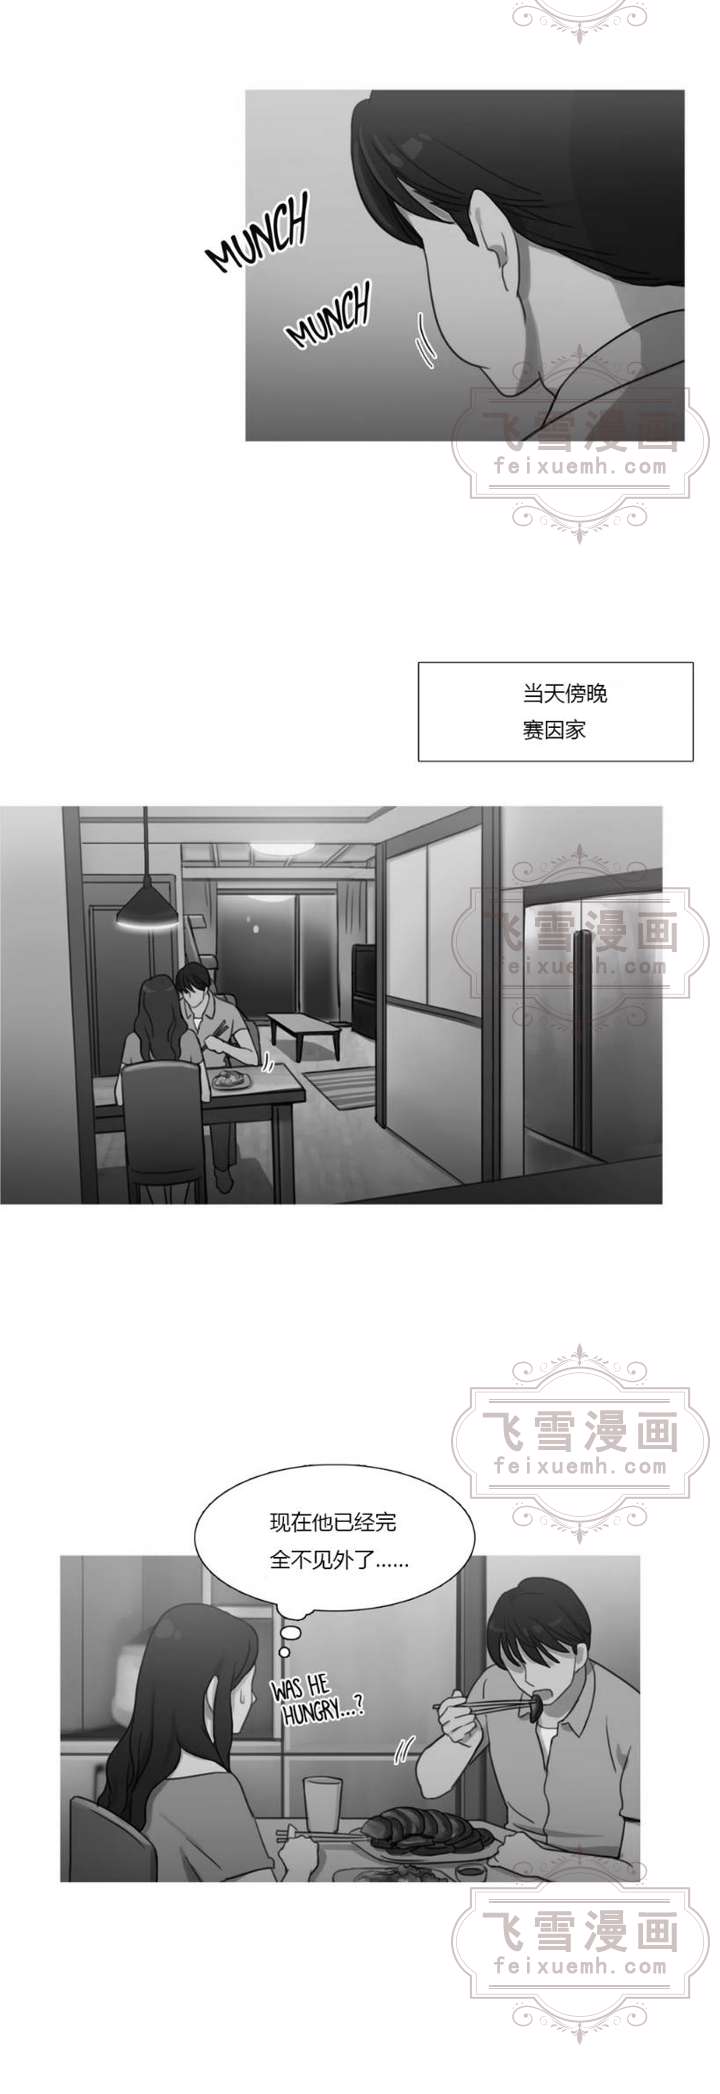 MUNCH
MUNCH
飞雪漫画
feixuemh.com
当天傍晚
赛因家
飞雪漫画
feixuemh.com
飞雪漫画
feixuemh.com
现在他已经完
全不见外了……
WAS HE
HUNGRY...?
飞雪漫画
feixuemh.com